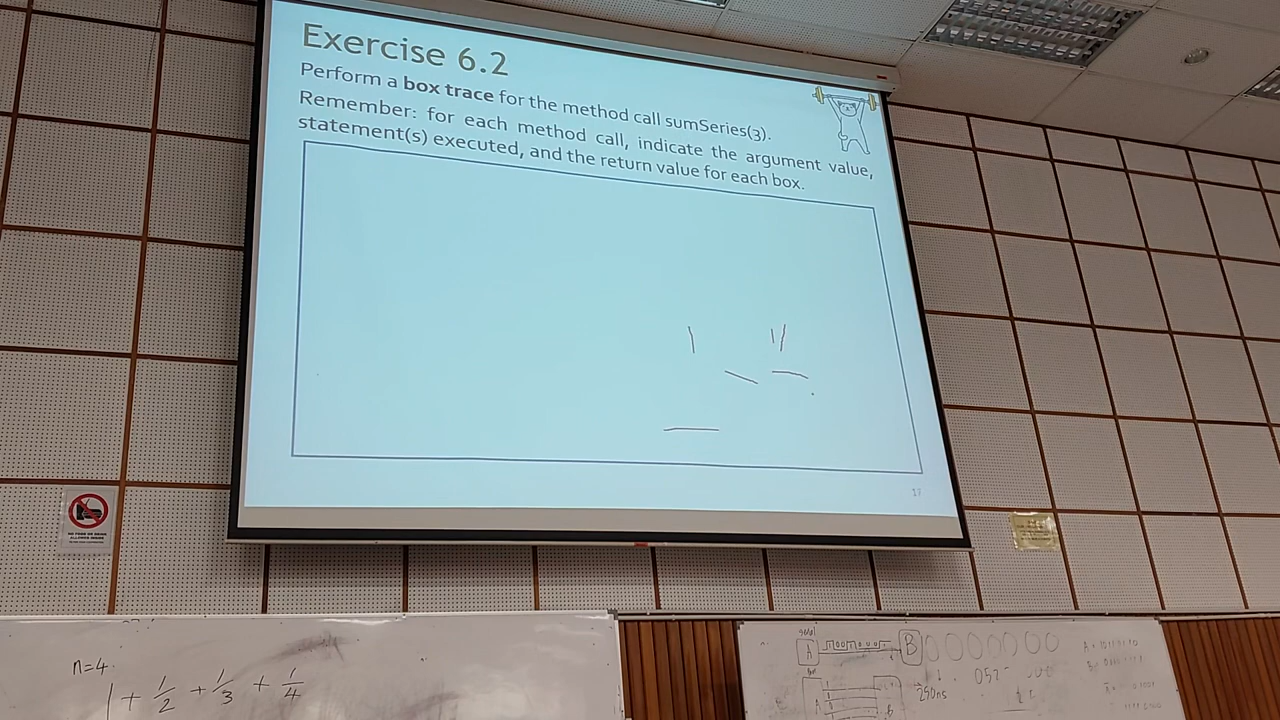 Exercise 6.2
Perform a box trace for the method call sumSeries(3).
Remember: for each method call, indicate the argument value,
statement(s) executed, and the return value for each box.
17
n=4
1 + 1/2 + 1/3 + 1/4
A
B
250ns
A
B